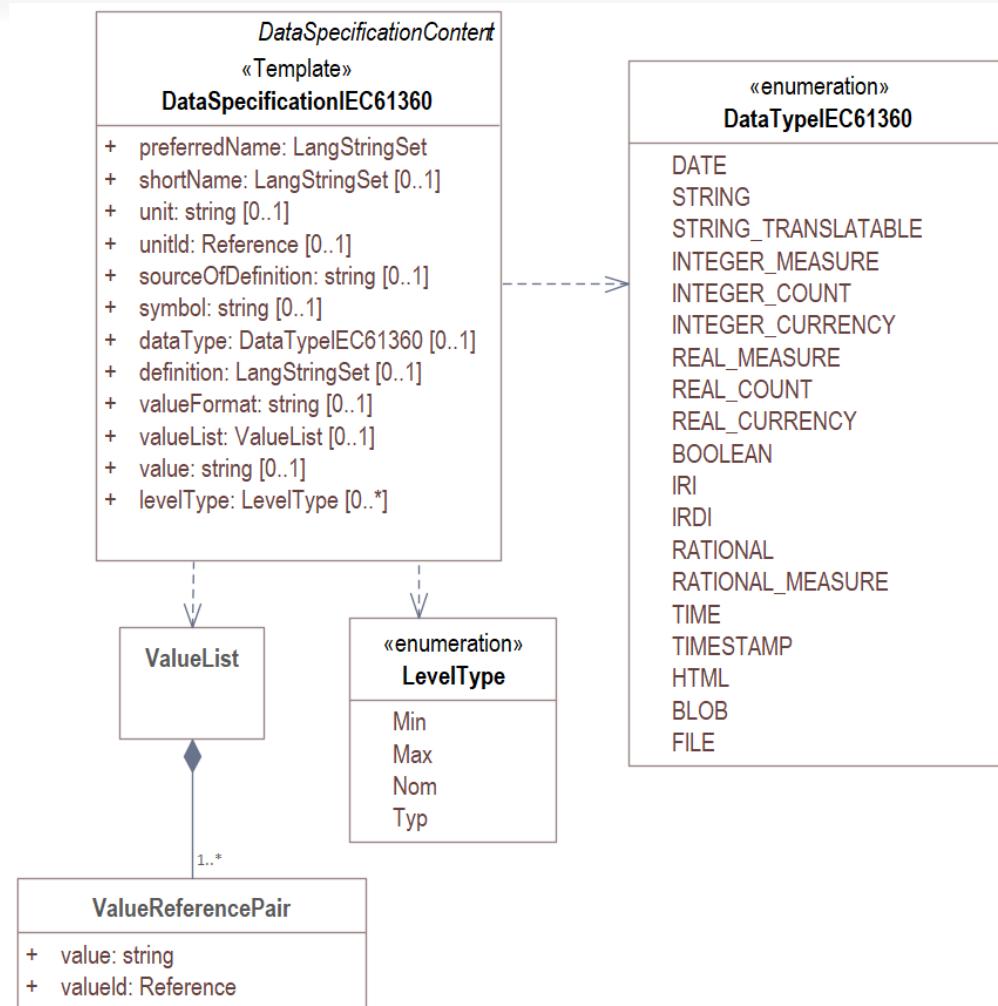 DataSpecificationContent
«Template»
DataSpecificationIEC61360
+ preferredName: LangStringSet
+ shortName: LangStringSet [0..1]
+ unit: string [0..1]
+ unitId: Reference [0..1]
+ sourceOfDefinition: string [0..1]
+ symbol: string [0..1]
+ dataType: DataTypeIEC61360 [0..1]
+ definition: LangStringSet [0..1]
+ valueFormat: string [0..1]
+ valueList: ValueList [0..1]
+ value: string [0..1]
+ levelType: LevelType [0..*]
«enumeration»
DataTypeIEC61360
DATE
STRING
STRING_TRANSLATABLE
INTEGER_MEASURE
INTEGER_COUNT
INTEGER_CURRENCY
REAL_MEASURE
REAL_COUNT
REAL_CURRENCY
BOOLEAN
IRI
IRDI
RATIONAL
RATIONAL_MEASURE
TIME
TIMESTAMP
HTML
BLOB
FILE
ValueList
«enumeration»
LevelType
Min
Max
Nom
Typ
1..*
ValueReferencePair
+ value: string
+ valueId: Reference